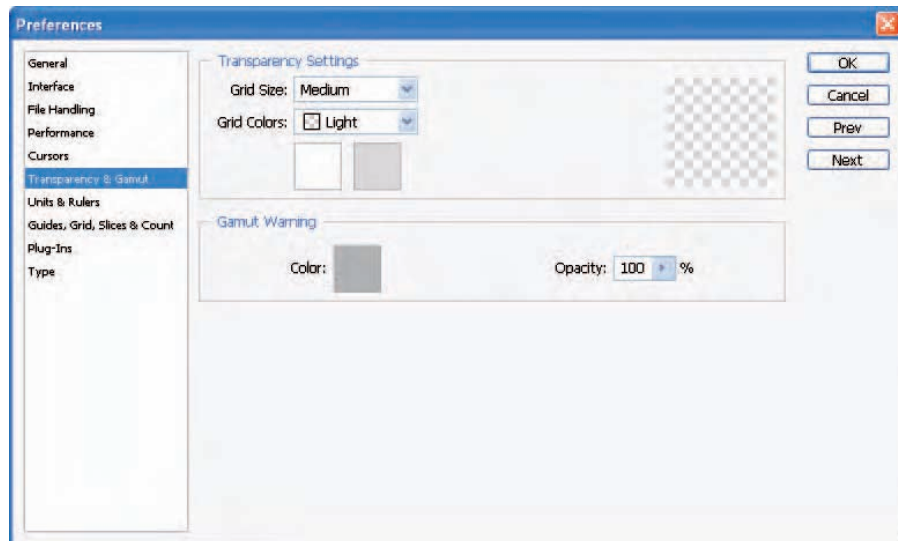 Preferences
General
Interface
File Handling
Performance
Cursors
Transparency & Gamut
Units & Rulers
Guides, Grid, Slices & Count
Plug-Ins
Type
Transparency Settings
Grid Size: Medium
Grid Colors: Light
Gamut Warning
Color:
Opacity: 100 %
OK
Cancel
Prev
Next